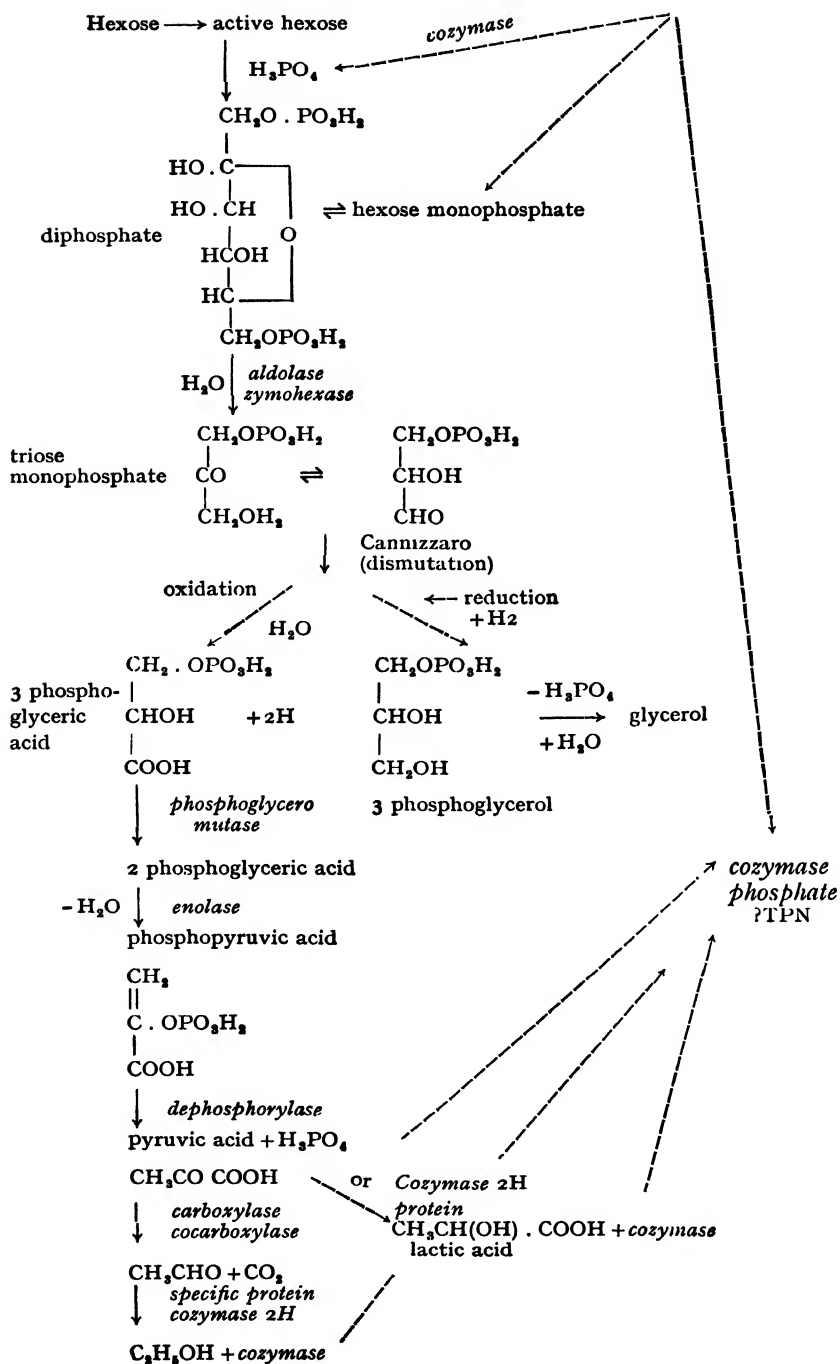 Hexose ⟶ active hexose
cozymase
H₃PO₄
CH₂O . PO₃H₂
HO . C
HO . CH
⇌ hexose monophosphate
diphosphate
O
HCOH
HC
CH₂OPO₃H₂
H₂O
aldolase
zymohexase
triose
monophosphate
CH₂OPO₃H₂
CO
CH₂OH₂
⇌
CH₂OPO₃H₂
CHOH
CHO
Cannizzaro
(dismutation)
oxidation
H₂O
reduction
+H2
3 phospho-
glyceric
acid
CH₂ . OPO₃H₂
CHOH
+2H
COOH
CH₂OPO₃H₂
CHOH
CH₂OH
−H₃PO₄
+H₂O
glycerol
3 phosphoglycerol
phosphoglycero
mutase
2 phosphoglyceric acid
−H₂O
enolase
phosphopyruvic acid
cozymase
phosphate
?TPN
CH₂
||
C . OPO₃H₂
COOH
dephosphorylase
pyruvic acid + H₃PO₄
CH₃CO COOH
or
Cozymase 2H
protein
carboxylase
cocarboxylase
CH₃CH(OH) . COOH + cozymase
lactic acid
CH₃CHO + CO₂
specific protein
cozymase 2H
C₂H₅OH + cozymase